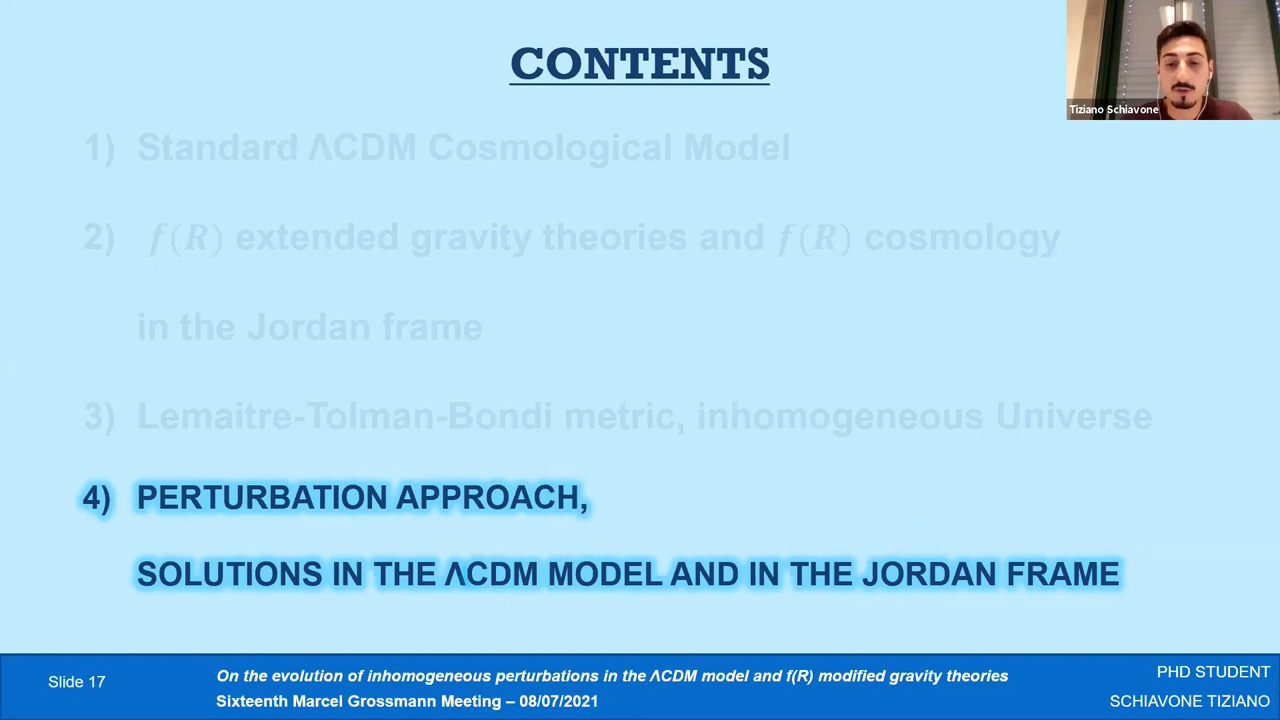 CONTENTS
Tiziano Schiavone
1) Standard ΛCDM Cosmological Model
2) f(R) extended gravity theories and f(R) cosmology
in the Jordan frame
3) Lemaitre-Tolman-Bondi metric, inhomogeneous Universe
4) PERTURBATION APPROACH,
SOLUTIONS IN THE ΛCDM MODEL AND IN THE JORDAN FRAME
Slide 17
On the evolution of inhomogeneous perturbations in the ΛCDM model and f(R) modified gravity theories
Sixteenth Marcel Grossmann Meeting – 08/07/2021
PHD STUDENT
SCHIAVONE TIZIANO